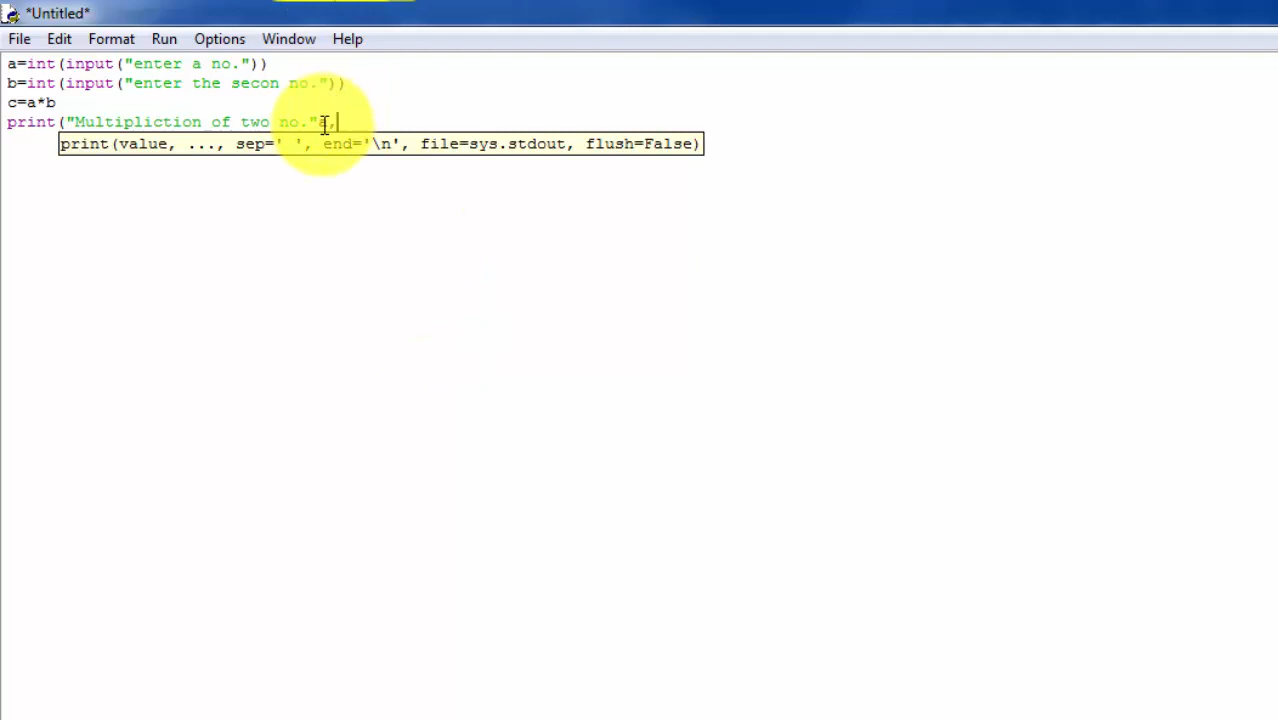 *Untitled*
File Edit Format Run Options Window Help
a=int(input("enter a no."))
b=int(input("enter the secon no."))
c=a*b
print("Multipliction of two no."a,
print(value, ..., sep=' ', end='\n', file=sys.stdout, flush=False)